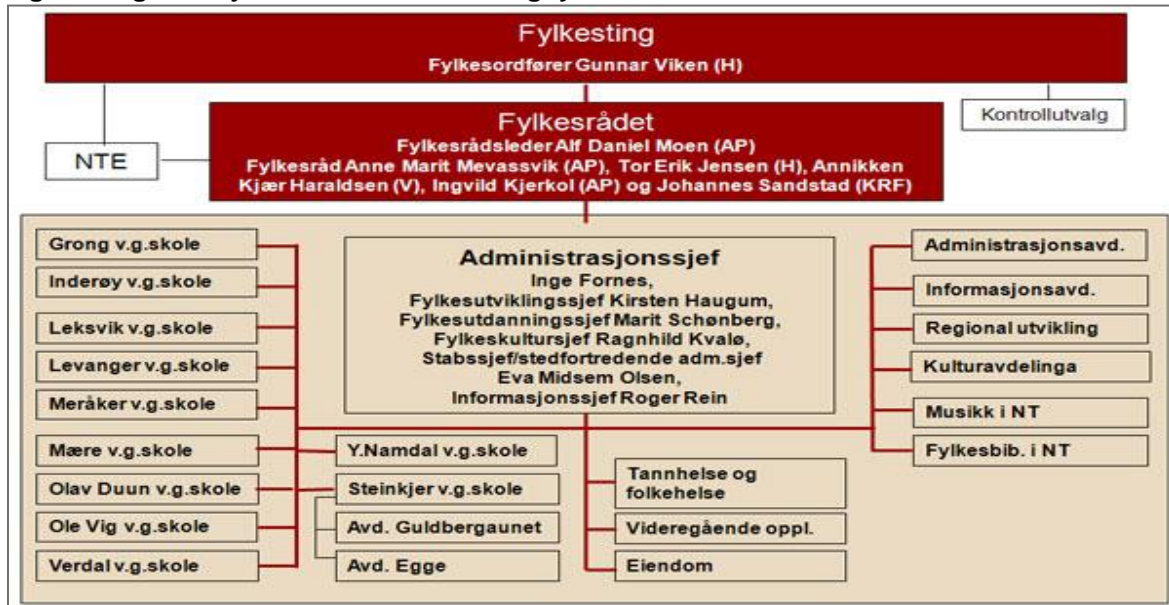 Fylkesting
Fylkesordfører Gunnar Viken (H)
Kontrollutvalg
NTE
Fylkesrådet
Fylkesrådsleder Alf Daniel Moen (AP)
Fylkesråd Anne Marit Mevassvik (AP), Tor Erik Jensen (H), Annikken
Kjær Haraldsen (V), Ingvild Kjerkol (AP) og Johannes Sandstad (KRF)
Grong v.g.skole
Inderøy v.g.skole
Leksvik v.g.skole
Levanger v.g.skole
Meråker v.g.skole
Mære v.g.skole
Olav Duun v.g.skole
Ole Vig v.g.skole
Verdal v.g.skole
Administrasjonssjef
Inge Fornes,
Fylkesutviklingssjef Kirsten Haugum,
Fylkesutdanningssjef Marit Schønberg,
Fylkeskultursjef Ragnhild Kvalø,
Stabssjef/stedfortredende adm.sjef
Eva Midsem Olsen,
Informasjonssjef Roger Rein
Y.Namdal v.g.skole
Steinkjer v.g.skole
Avd. Guldbergaunet
Avd. Egge
Tannhelse og
folkehelse
Videregående oppl.
Eiendom
Administrasjonsavd.
Informasjonsavd.
Regional utvikling
Kulturavdelinga
Musikk i NT
Fylkesbib. i NT